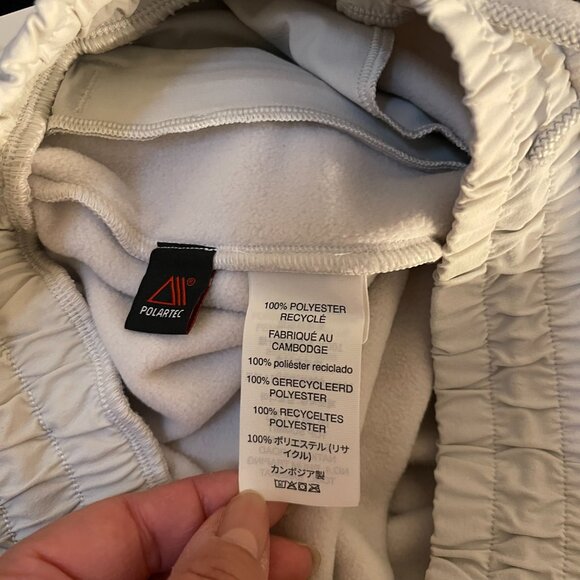 POLARTEC®
100% POLYESTER
RECYCLÉ
FABRIQUÉ AU
CAMBODGE
100% poliéster reciclado
100% GERECYCLEERD
POLYESTER
100% RECYCELTES
POLYESTER
100% ポリエステル (リサ
イクル)
カンボジア製